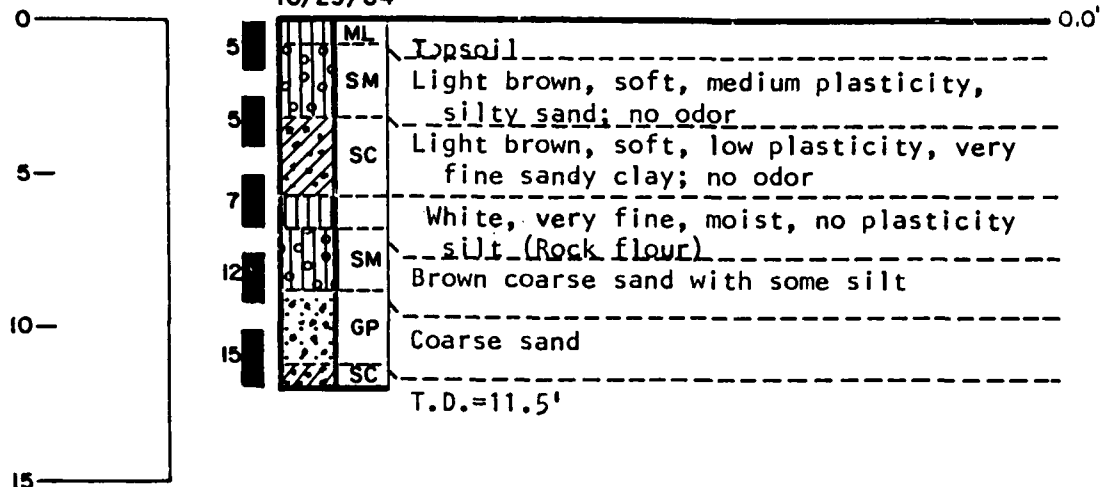 0
0.0'
ML
5
Topsoil
SM
Light brown, soft, medium plasticity,
silty sand; no odor
5
SC
Light brown, soft, low plasticity, very
fine sandy clay; no odor
5
7
White, very fine, moist, no plasticity
silt (Rock flour)
SM
12
Brown coarse sand with some silt
10
GP
Coarse sand
15
SC
T.D.=11.5'
15